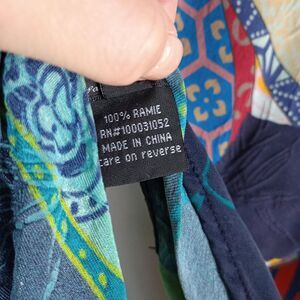 100% RAMIE
RN#100031052
MADE IN CHINA
care on reverse